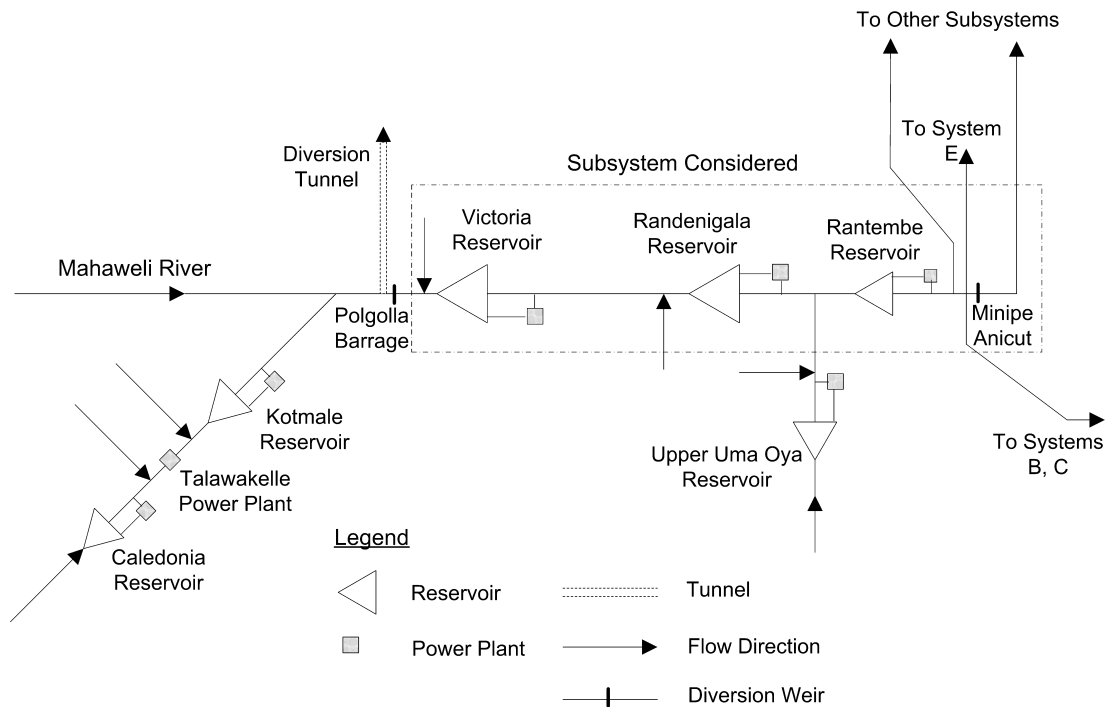 To Other Subsystems
To System
E
Diversion
Tunnel
Subsystem Considered
Victoria
Reservoir
Randenigala
Reservoir
Rantembe
Reservoir
Mahaweli River
Polgolla
Barrage
Minipe
Anicut
Kotmale
Reservoir
Upper Uma Oya
Reservoir
To Systems
B, C
Talawakelle
Power Plant
Caledonia
Reservoir
Legend
Reservoir
Tunnel
Power Plant
Flow Direction
Diversion Weir